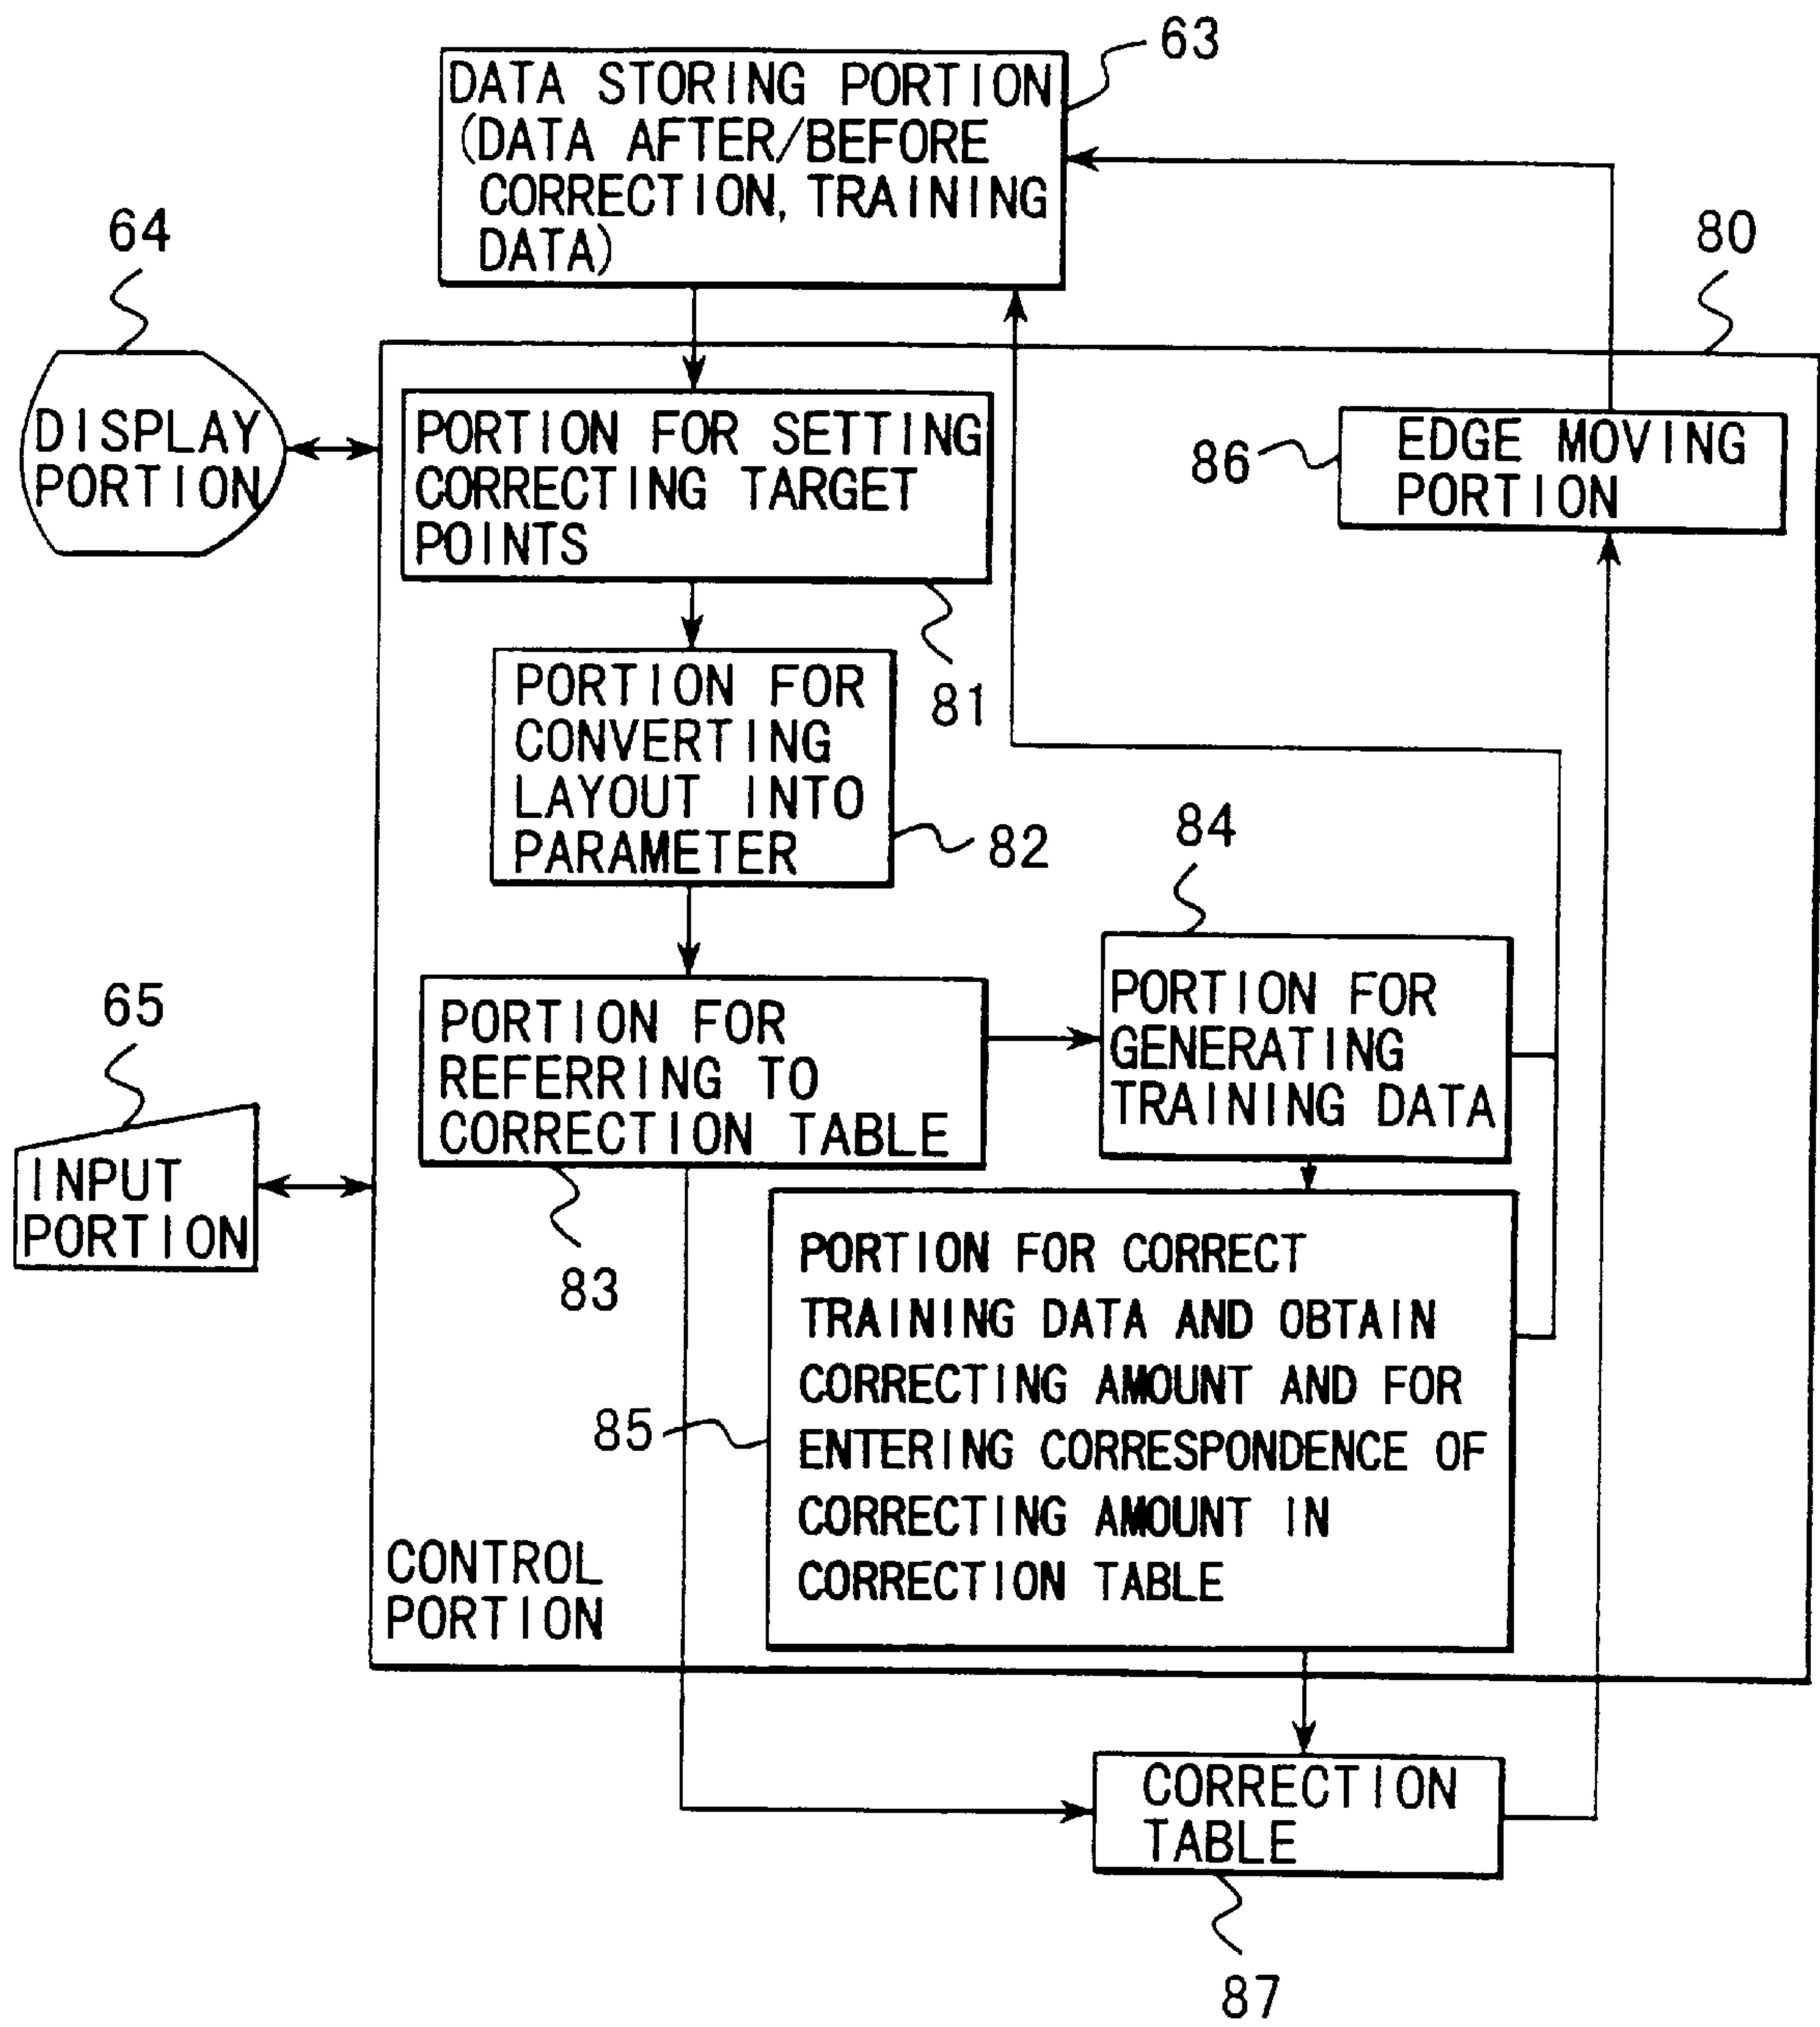 63
DATA STORING PORTION
(DATA AFTER/BEFORE
CORRECTION, TRAINING
DATA)
64
80
DISPLAY
PORTION
PORTION FOR SETTING
CORRECTING TARGET
POINTS
86
EDGE MOVING
PORTION
81
PORTION FOR
CONVERTING
LAYOUT INTO
PARAMETER
82
84
65
PORTION FOR
REFERRING TO
CORRECTION TABLE
PORTION FOR
GENERATING
TRAINING DATA
INPUT
PORTION
83
PORTION FOR CORRECT
TRAINING DATA AND OBTAIN
CORRECTING AMOUNT AND FOR
ENTERING CORRESPONDENCE OF
CORRECTING AMOUNT IN
CORRECTION TABLE
85
CONTROL
PORTION
CORRECTION
TABLE
87